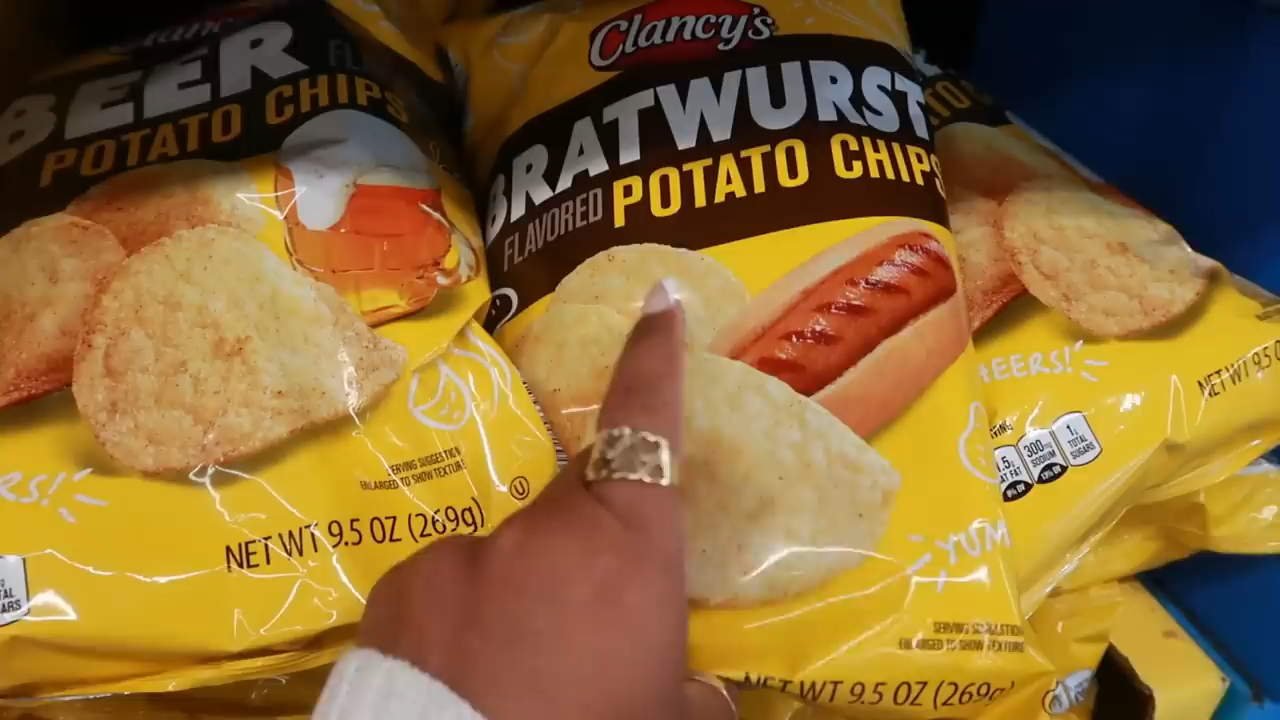 BEER
POTATO CHIPS
NET WT 9.5 OZ (269g)
SERVING SUGGESTION
ENLARGED TO SHOW TEXTURE
U
Clancy's
BRATWURST
FLAVORED POTATO CHIPS
YUM
SERVING SUGGESTION
ENLARGED TO SHOW TEXTURE
NET WT 9.5 OZ (269g)
EERS!
300mg
SODIUM
13% DV
1g
TOTAL
SUGARS
NET WT 9.5 O